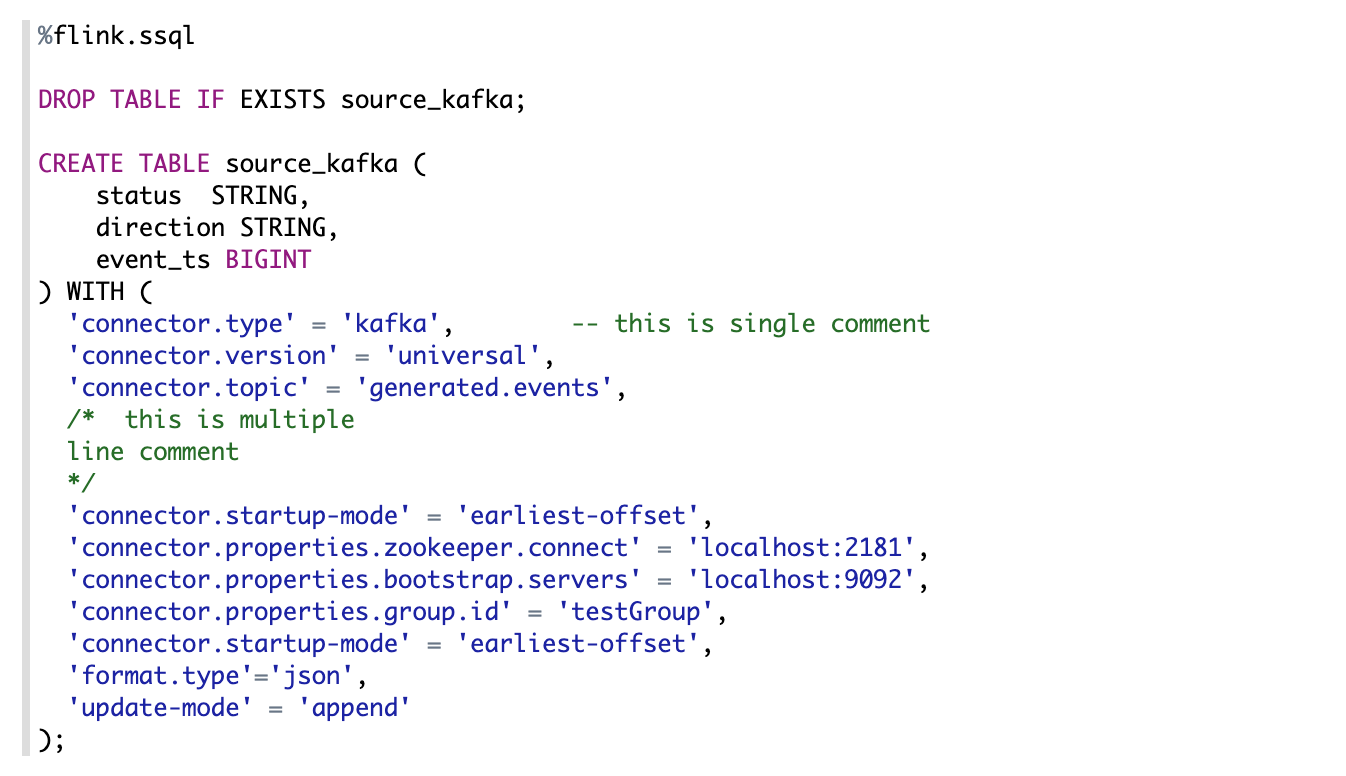 %flink.ssql
DROP TABLE IF EXISTS source_kafka;
CREATE TABLE source_kafka (
    status  STRING,
    direction STRING,
    event_ts BIGINT
) WITH (
  'connector.type' = 'kafka',        -- this is single comment
  'connector.version' = 'universal',
  'connector.topic' = 'generated.events',
  /*  this is multiple
  line comment
  */
  'connector.startup-mode' = 'earliest-offset',
  'connector.properties.zookeeper.connect' = 'localhost:2181',
  'connector.properties.bootstrap.servers' = 'localhost:9092',
  'connector.properties.group.id' = 'testGroup',
  'connector.startup-mode' = 'earliest-offset',
  'format.type'='json',
  'update-mode' = 'append'
);